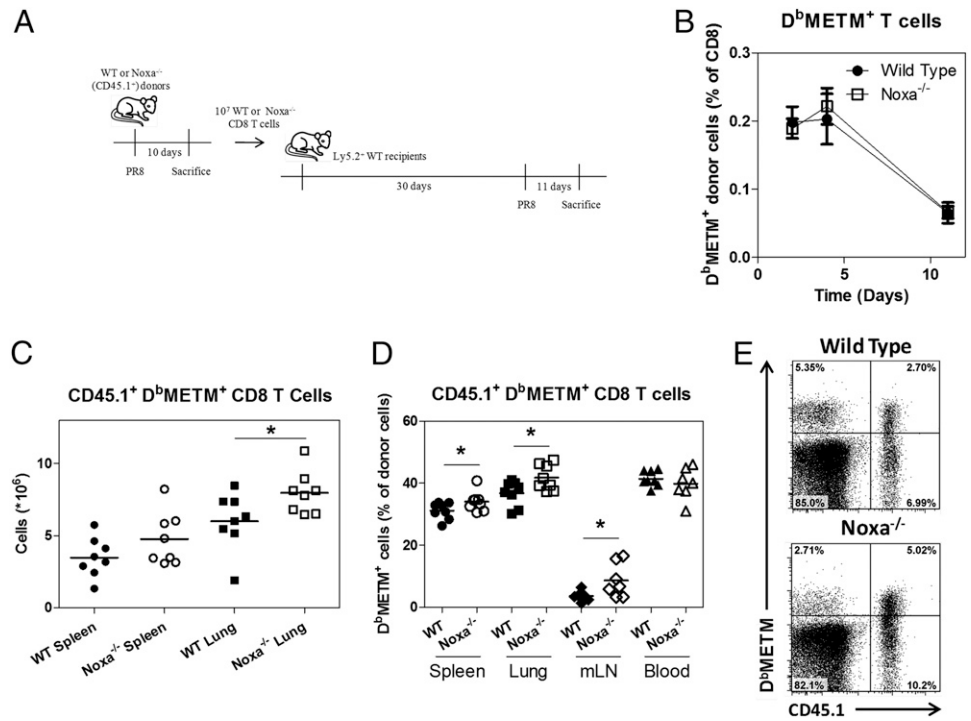 A
WT or Noxa⁻/⁻
(CD45.1⁺) donors
10⁷ WT or Noxa⁻/⁻
CD8 T cells
Ly5.2⁺ WT recipients
10 days
PR8
Sacrifice
30 days
11 days
PR8
Sacrifice
B
DᵇMETM⁺ T cells
DᵇMETM⁺ donor cells (% of CD8)
0.3
0.2
0.1
0.0
Wild Type
Noxa⁻/⁻
0
5
10
Time (Days)
C
CD45.1⁺ DᵇMETM⁺ CD8 T Cells
Cells (*10⁶)
10
5
0
*
WT Spleen
Noxa⁻/⁻ Spleen
WT Lung
Noxa⁻/⁻ Lung
D
CD45.1⁺ DᵇMETM⁺ CD8 T Cells
DᵇMETM⁺ cells (% of donor cells)
60
40
20
0
*
*
*
WT
Noxa⁻/⁻
WT
Noxa⁻/⁻
WT
Noxa⁻/⁻
WT
Noxa⁻/⁻
Spleen
Lung
mLN
Blood
E
Wild Type
5.35%
2.70%
85.0%
6.99%
Noxa⁻/⁻
2.71%
5.02%
82.1%
10.2%
DᵇMETM
CD45.1